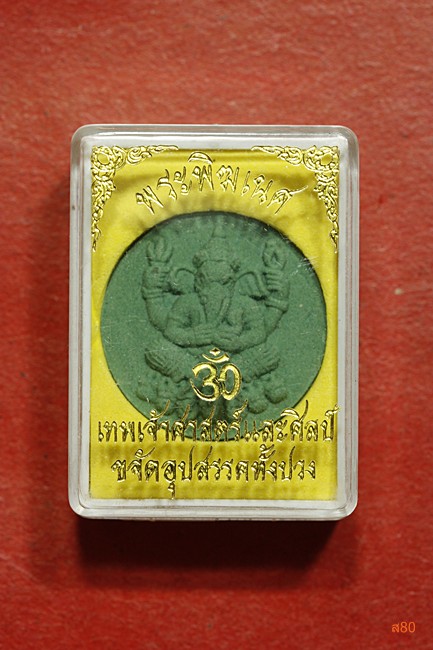 พระพิฆเนศ
ॐ
เทพเจ้าศาสตร์และศิลป์
ขจัดอุปสรรคทั้งปวง
ส80